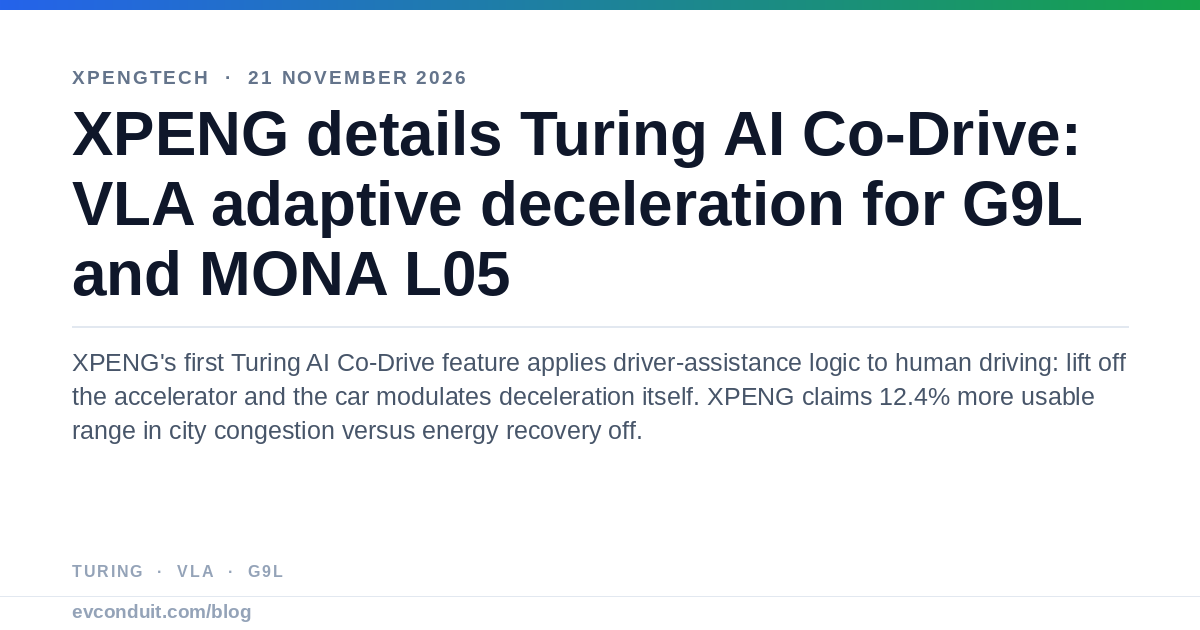 XPENGTECH · 21 NOVEMBER 2026
XPENG details Turing AI Co-Drive:
VLA adaptive deceleration for G9L
and MONA L05
XPENG's first Turing AI Co-Drive feature applies driver-assistance logic to human driving: lift off
the accelerator and the car modulates deceleration itself. XPENG claims 12.4% more usable
range in city congestion versus energy recovery off.
TURING · VLA · G9L
evconduit.com/blog